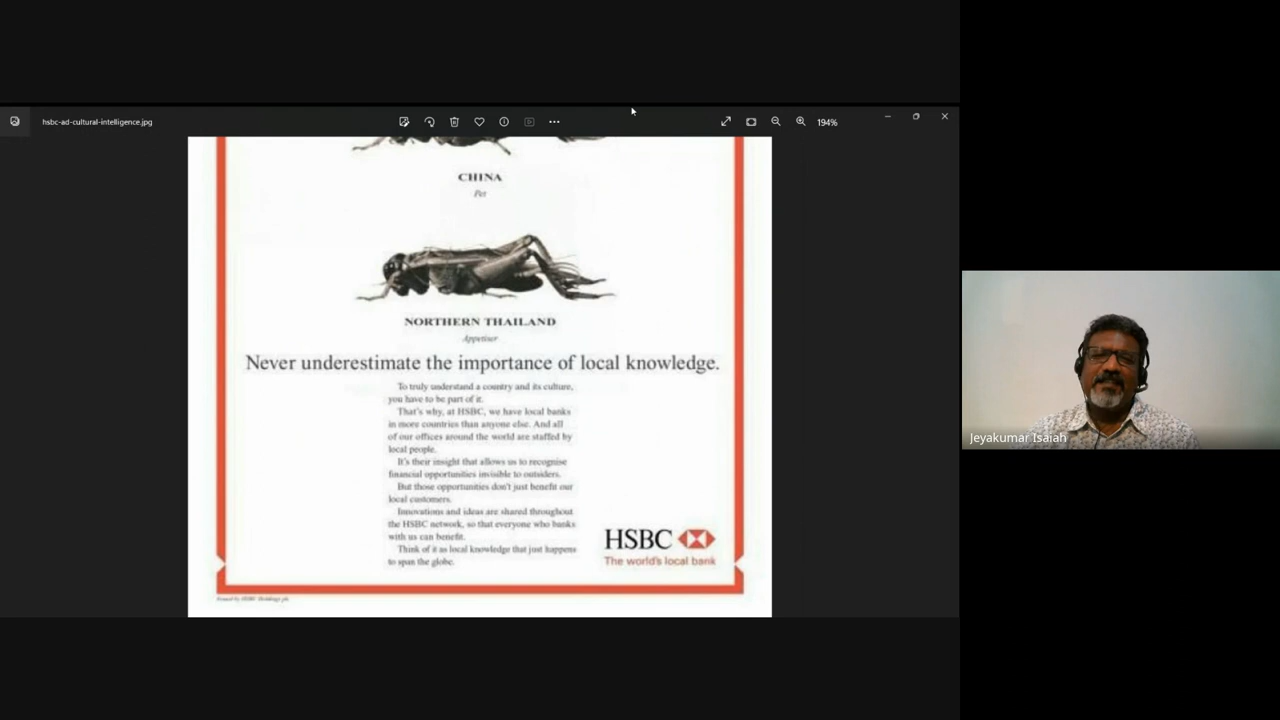 hsbc-ad-cultural-intelligence.jpg
194%
CHINA
Pet
NORTHERN THAILAND
Appetiser
Never underestimate the importance of local knowledge.
To truly understand a country and its culture,
you have to be part of it.
That's why, at HSBC, we have local banks
in more countries than anyone else. And all
of our offices around the world are staffed by
local people.
It's their insight that allows us to recognise
financial opportunities invisible to outsiders.
But those opportunities don't just benefit our
local customers.
Innovations and ideas are shared throughout
the HSBC network, so that everyone who banks
with us can benefit.
Think of it as local knowledge that just happens
to span the globe.
HSBC
The world's local bank
Issued by HSBC Holdings plc
Jeyakumar Isaiah